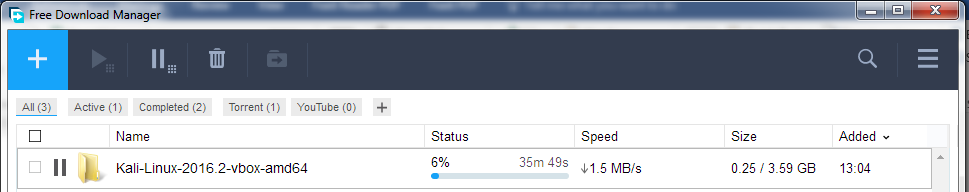 Free Download Manager
All (3) Active (1) Completed (2) Torrent (1) YouTube (0) +
Name Status Speed Size Added
Kali-Linux-2016.2-vbox-amd64 6% 35m 49s 1.5 MB/s 0.25 / 3.59 GB 13:04